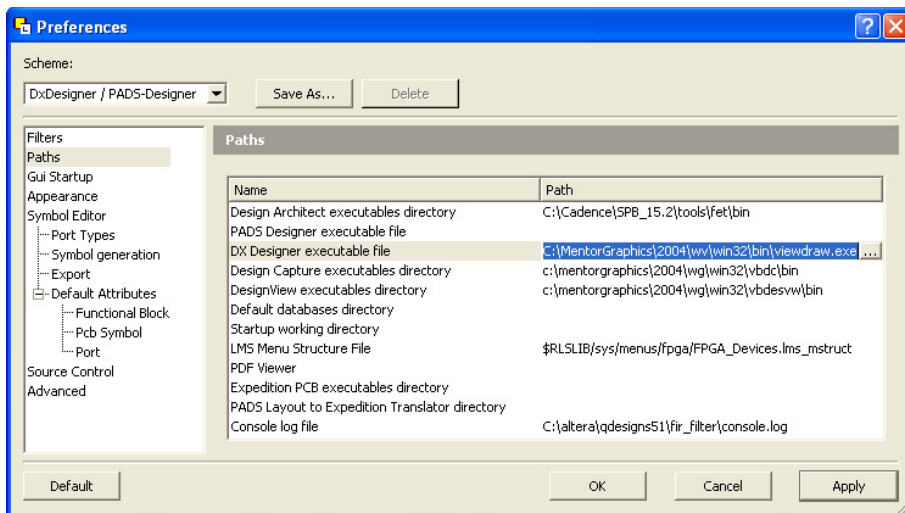 Preferences
Scheme:
DxDesigner / PADS-Designer
Save As...
Delete
Filters
Paths
Gui Startup
Appearance
Symbol Editor
Port Types
Symbol generation
Export
Default Attributes
Functional Block
Pcb Symbol
Port
Source Control
Advanced
Paths
Name Path
Design Architect executables directory C:\Cadence\SPB_15.2\tools\fet\bin
PADS Designer executable file
DX Designer executable file C:\MentorGraphics\2004\wv\win32\bin\viewdraw.exe ...
Design Capture executables directory c:\mentorgraphics\2004\wg\win32\vbdc\bin
DesignView executables directory c:\mentorgraphics\2004\wg\win32\vbdesvw\bin
Default databases directory
Startup working directory
LMS Menu Structure File $RLSLIB/sys/menus/fpga/FPGA_Devices.lms_mstruct
PDF Viewer
Expedition PCB executables directory
PADS Layout to Expedition Translator directory
Console log file C:\altera\qdesigns51\fir_filter\console.log
Default
OK
Cancel
Apply